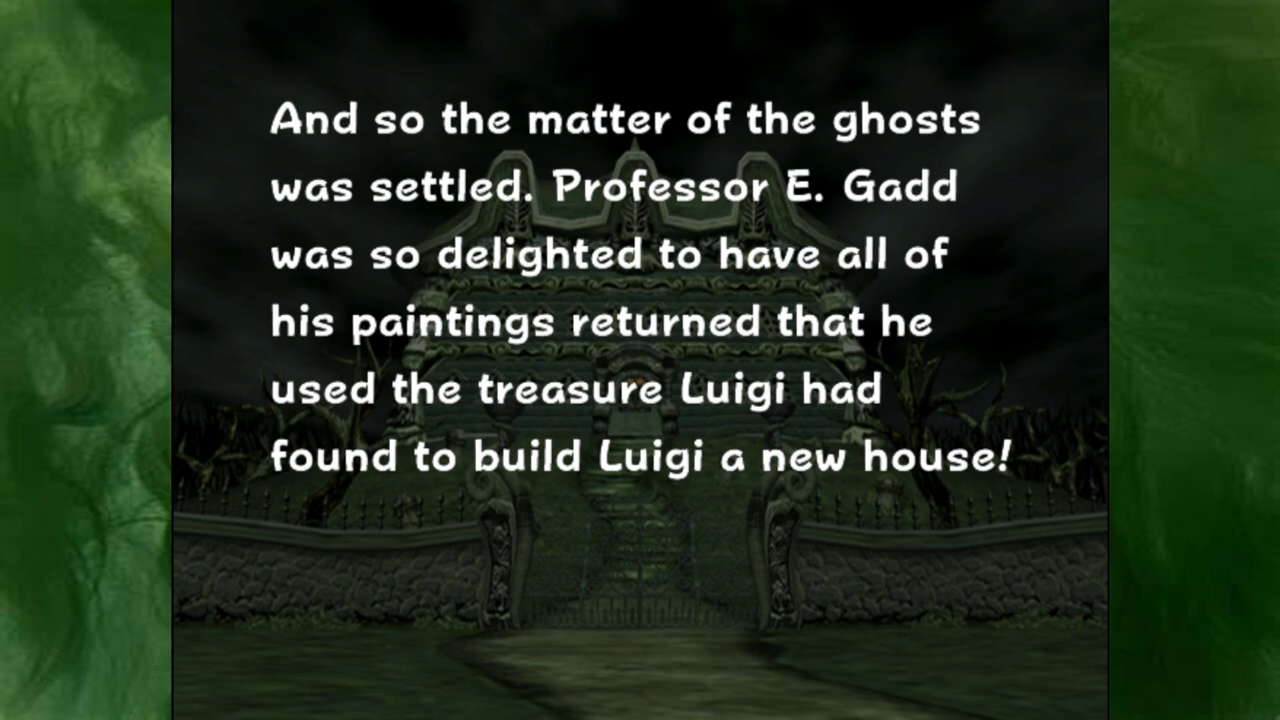 And so the matter of the ghosts
was settled. Professor E. Gadd
was so delighted to have all of
his paintings returned that he
used the treasure Luigi had
found to build Luigi a new house!